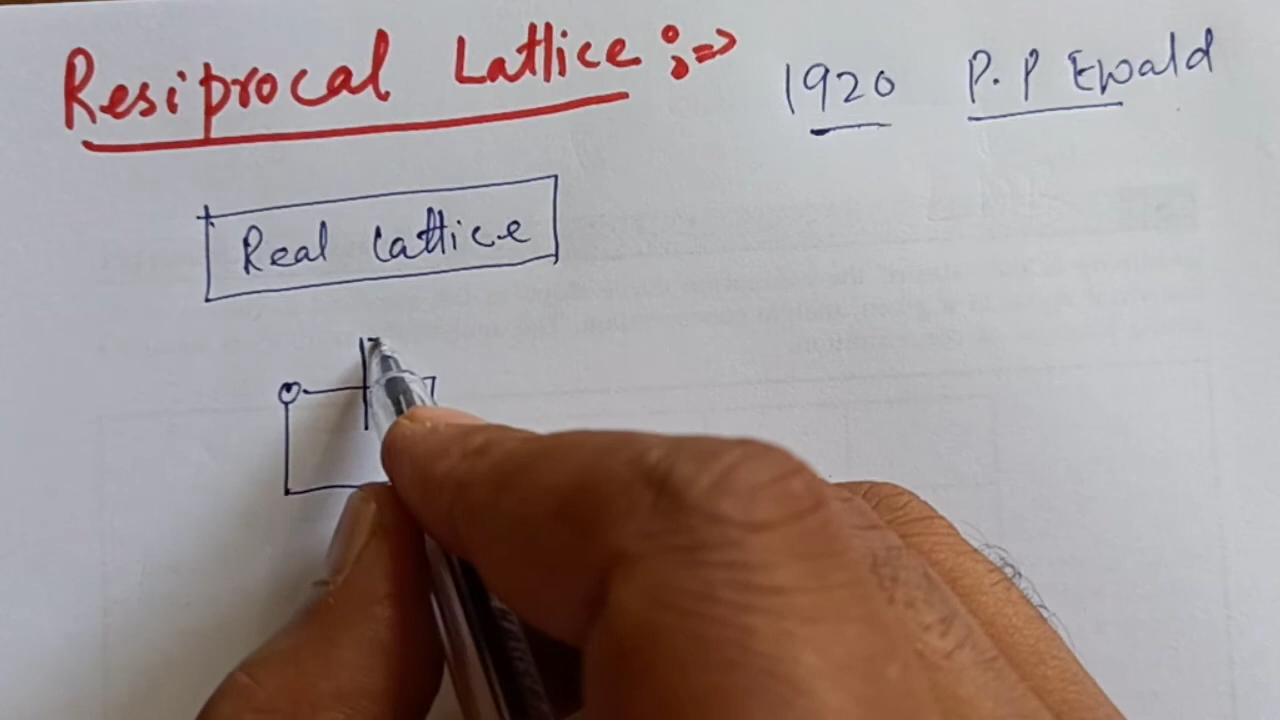 Resiprocal Lattice :⇒ 1920 P.P Ewald
Real Lattice